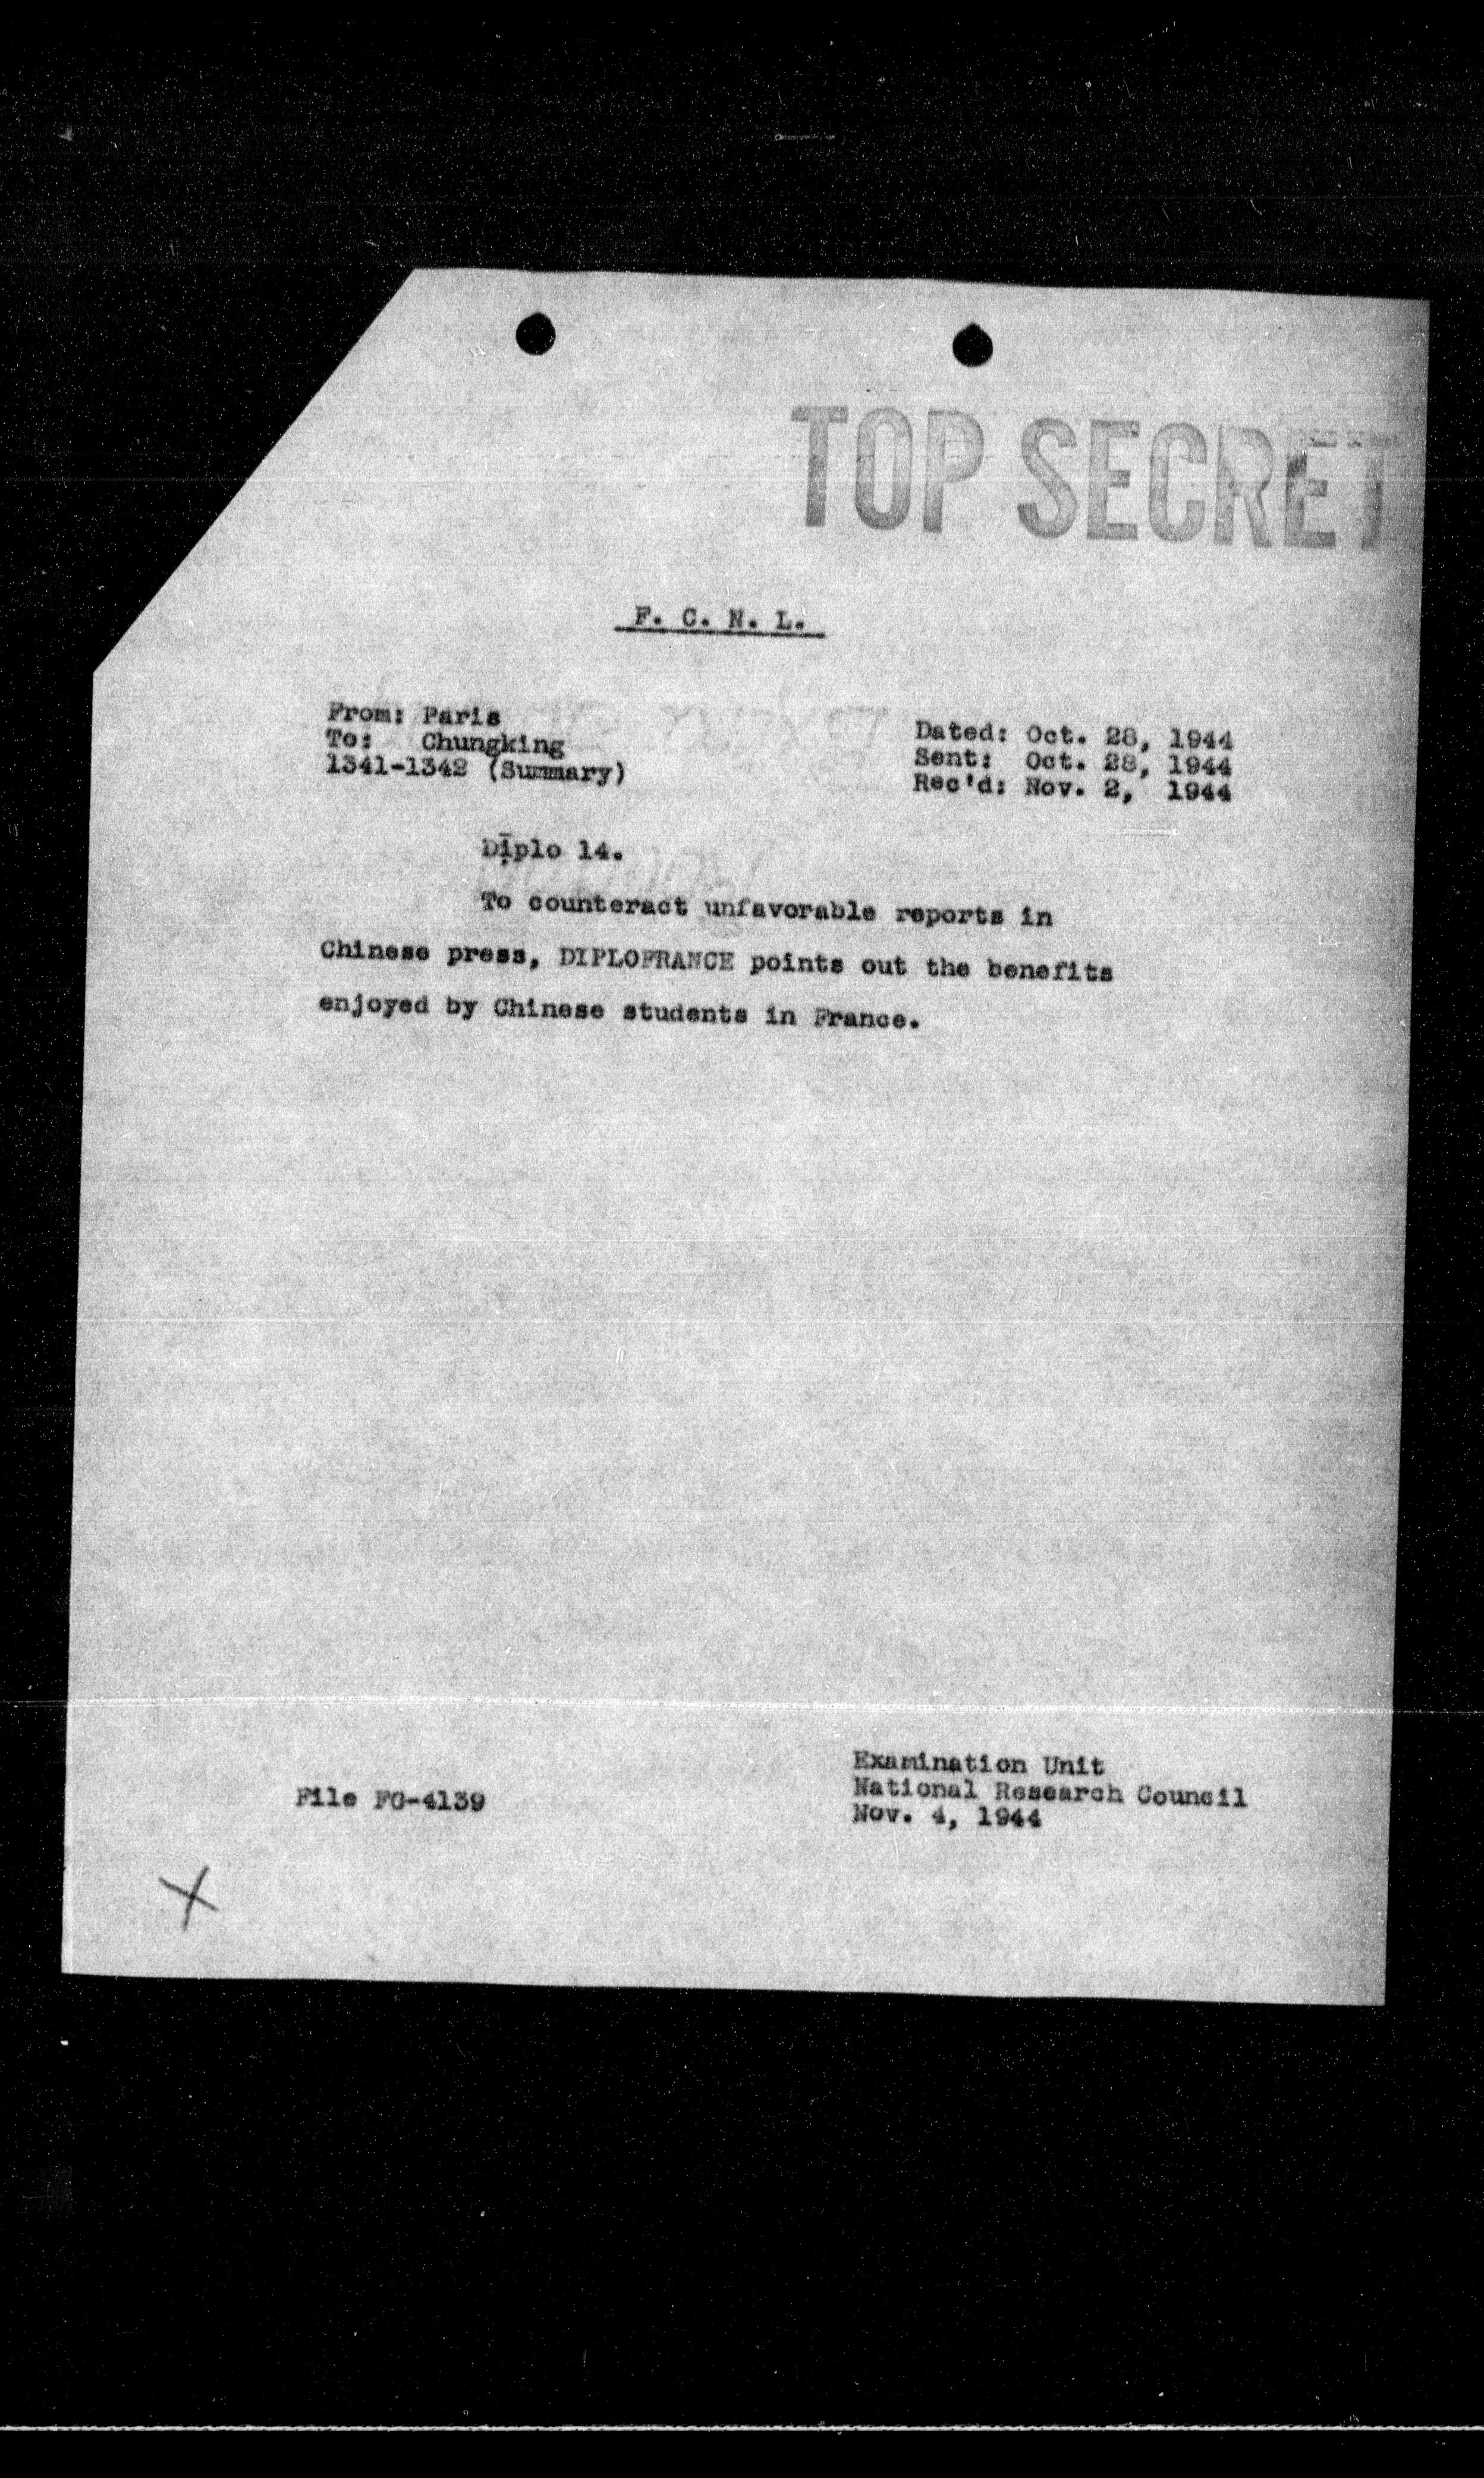 TOP SECRET
F. C. N. L.
From: Paris
To: Chungking
1341-1342 (Summary)
Dated: Oct. 28, 1944
Sent: Oct. 28, 1944
Rec'd: Nov. 2, 1944
Diplo 14.
To counteract unfavorable reports in
Chinese press, DIPLOFRANCE points out the benefits
enjoyed by Chinese students in France.
File FG-4139
Examination Unit
National Research Council
Nov. 4, 1944
X